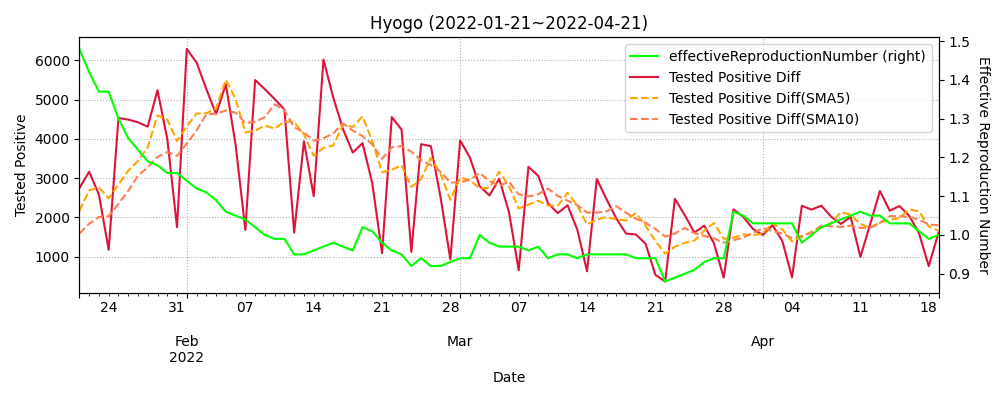 Hyogo (2022-01-21~2022-04-21)
effectiveReproductionNumber (right)
Tested Positive Diff
Tested Positive Diff(SMA5)
Tested Positive Diff(SMA10)
Tested Positive
6000
5000
4000
3000
2000
1000
1.5
1.4
1.3
1.2
1.1
1.0
0.9
Effective Reproduction Number
24 31 07 14 21 28 07 14 21 28 04 11 18
Feb Mar Apr
2022
Date